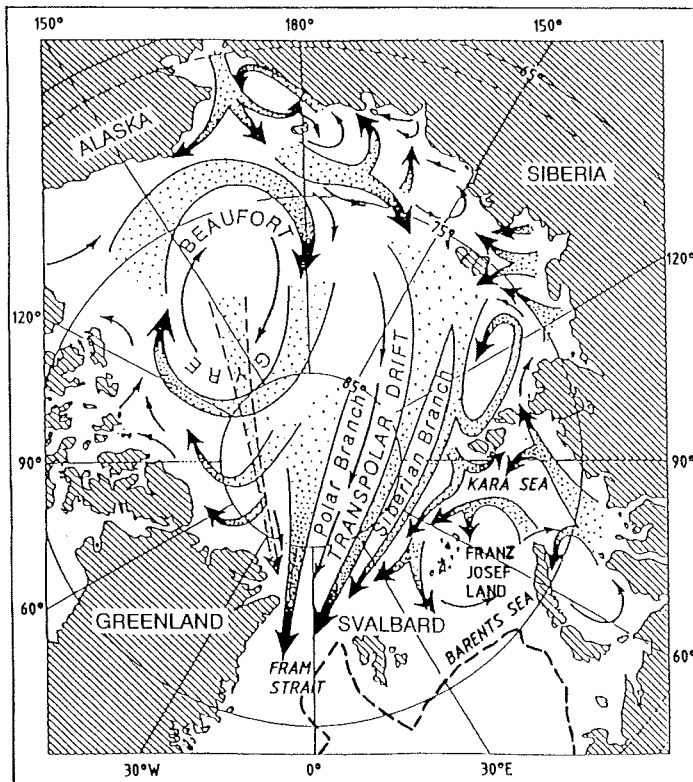 150°
180°
150°
65°
ALASKA
SIBERIA
75°
BEAUFORT
GYRE
120°
120°
85°
Polar Branch
TRANSPOLAR DRIFT
Siberian Branch
90°
90°
KARA SEA
FRANZ
JOSEF
LAND
60°
GREENLAND
SVALBARD
BARENTS SEA
60°
FRAM
STRAIT
30°W
0°
30°E